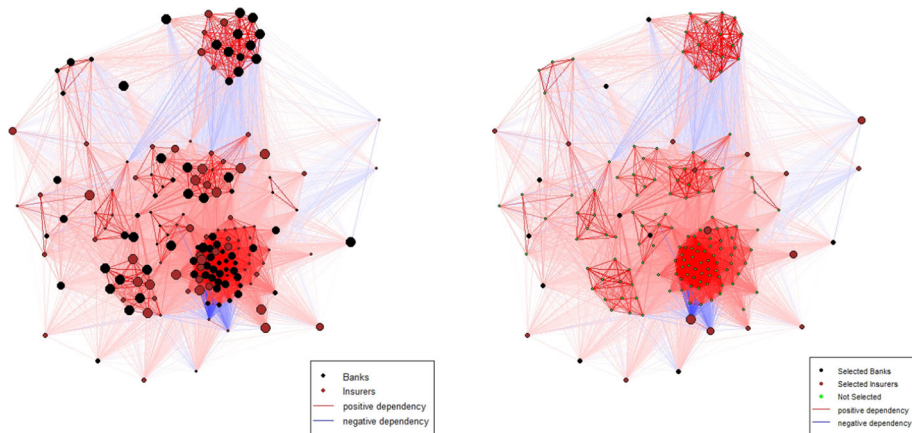 Banks
Insurers
positive dependency
negative dependency
Selected Banks
Selected Insurers
Not Selected
positive dependency
negative dependency